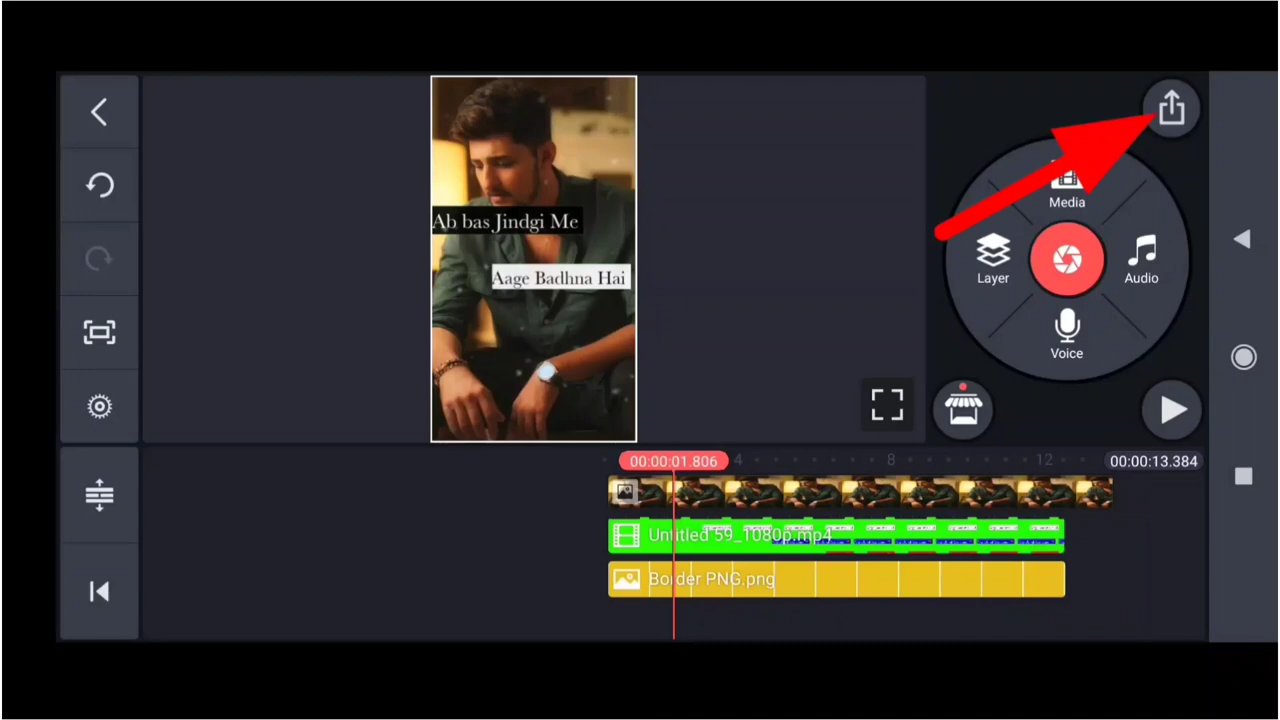 Media
Ab bas Jindgi Me
Layer
Audio
Aage Badhna Hai
Voice
00:00:01.806
4
8
12
00:00:13.384
Untitled 59_1080p.mp4
Border PNG.png